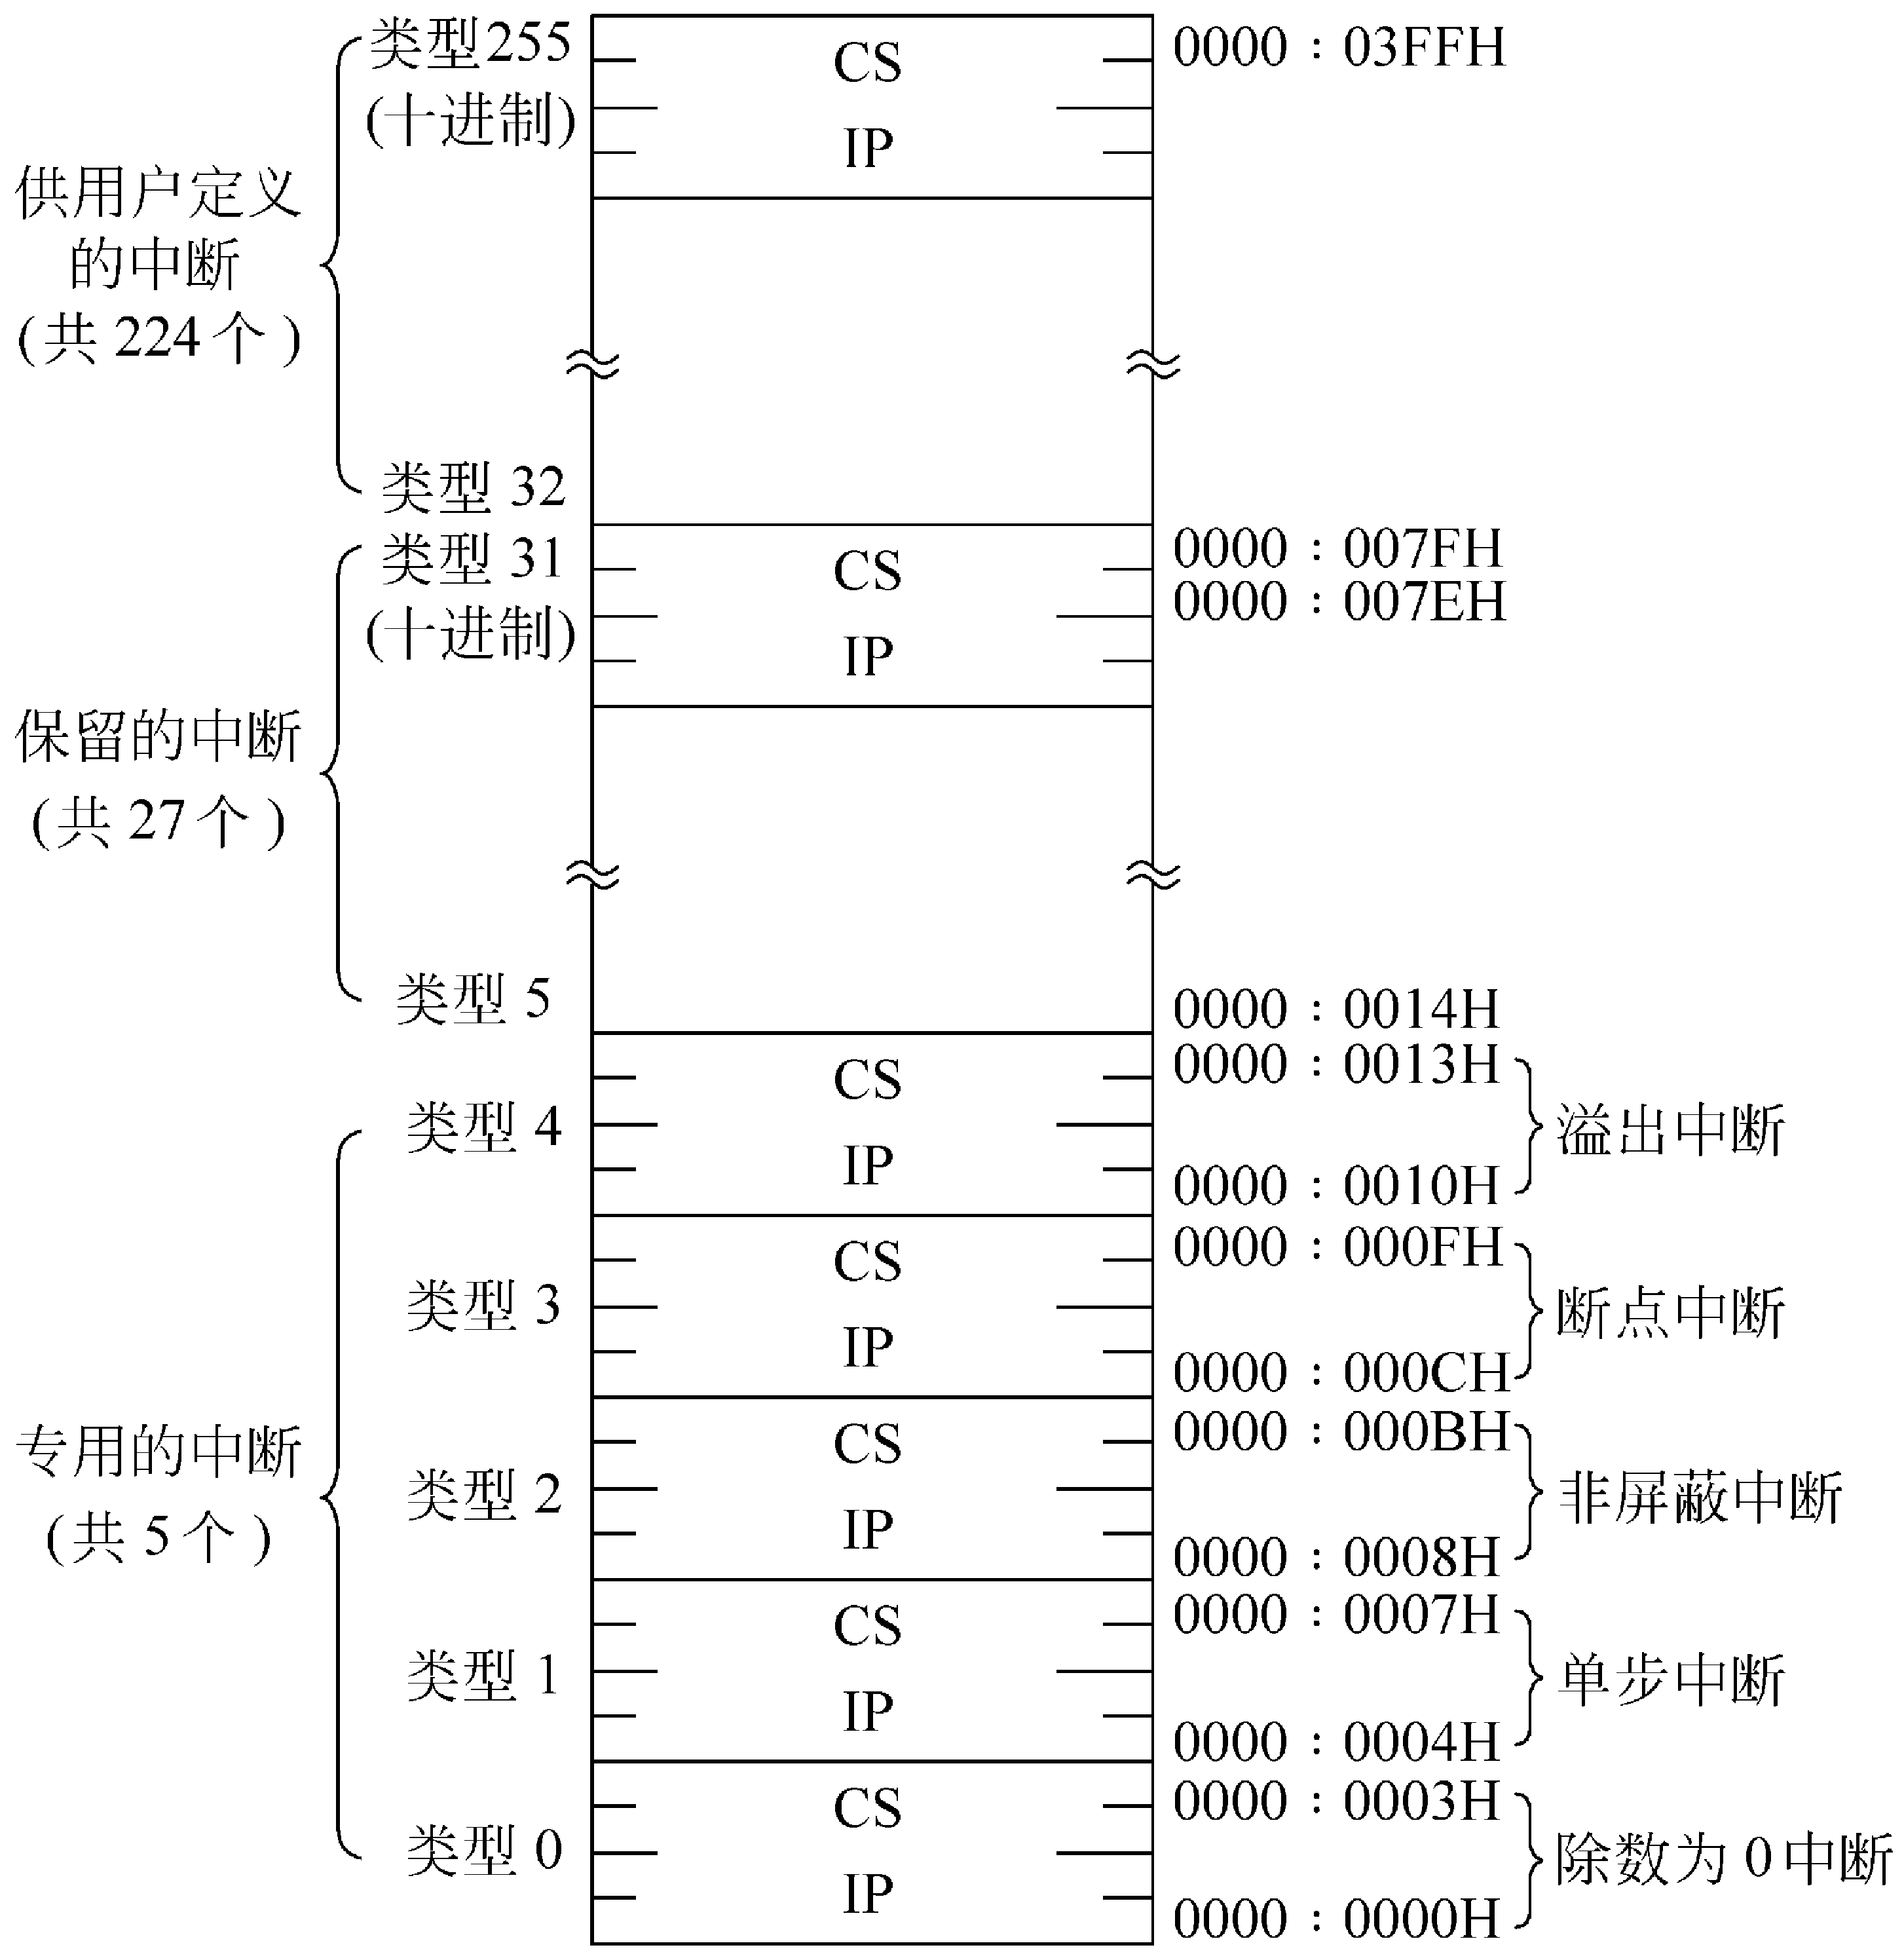 类型255
(十进制)
CS
IP
0000：03FFH
供用户定义
的中断
(共 224 个 )
类型 32
类型 31
(十进制)
CS
IP
0000：007FH
0000：007EH
保留的中断
(共 27 个 )
类型 5
0000：0014H
类型 4
CS
IP
0000：0013H
0000：0010H
溢出中断
类型 3
CS
IP
0000：000FH
0000：000CH
断点中断
专用的中断
(共 5 个 )
类型 2
CS
IP
0000：000BH
0000：0008H
非屏蔽中断
类型 1
CS
IP
0000：0007H
0000：0004H
单步中断
类型 0
CS
IP
0000：0003H
0000：0000H
除数为 0 中断